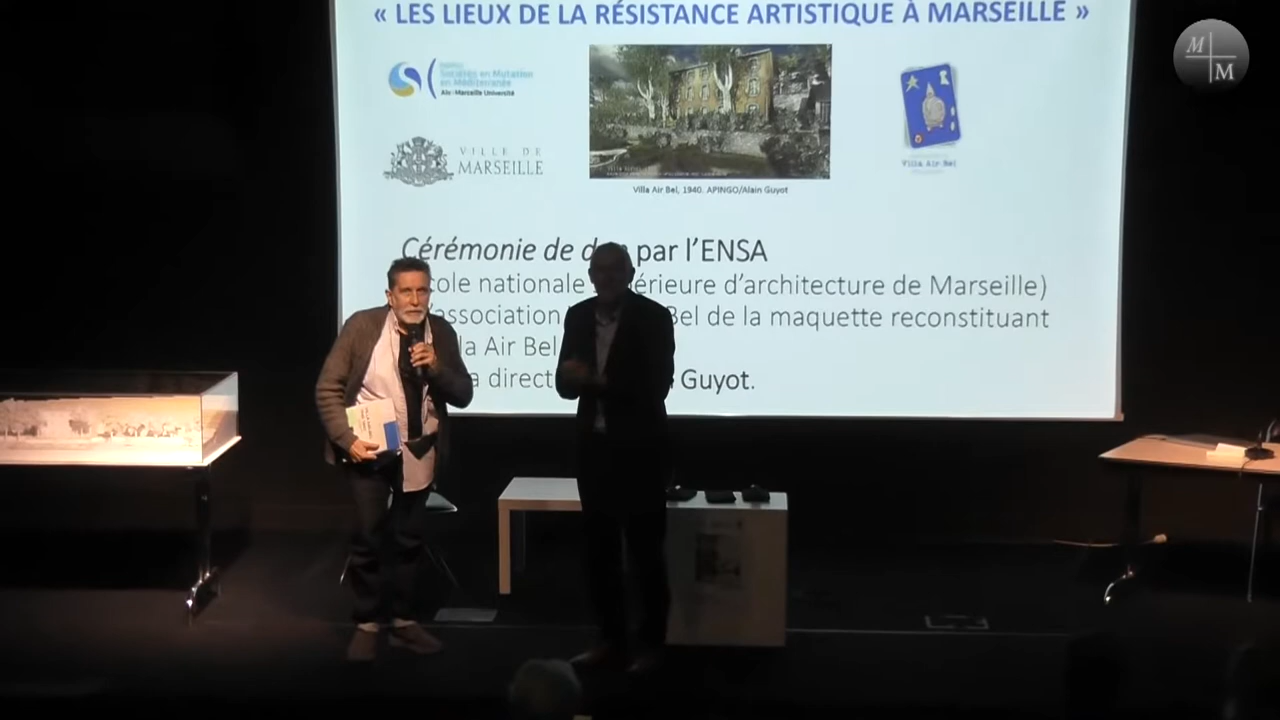 « LES LIEUX DE LA RÉSISTANCE ARTISTIQUE À MARSEILLE »
M
M
Sociétés en Mutation
en Méditerranée
Aix-Marseille Université
VILLE DE
MARSEILLE
Villa Air Bel
Villa Air Bel, 1940. APINGO/Alain Guyot
Cérémonie de d par l'ENSA
cole nationale érieure d'architecture de Marseille)
'association Bel de la maquette reconstituant
la Air Bel
a direct Guyot.